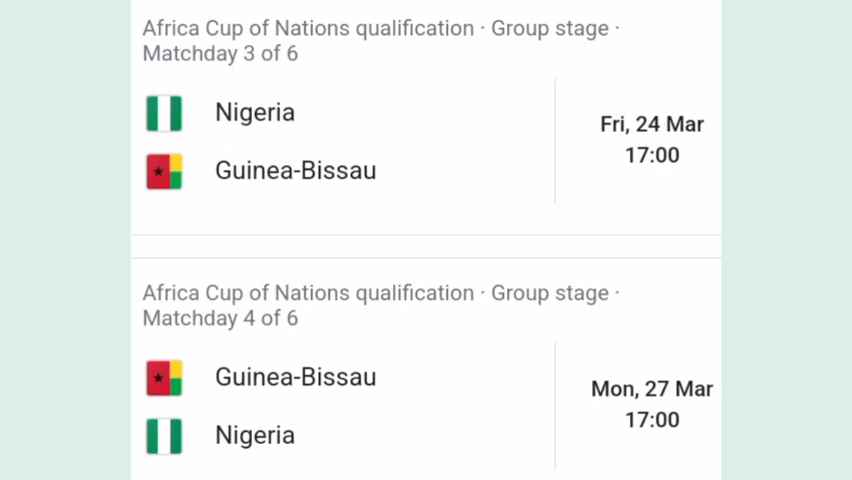 Africa Cup of Nations qualification · Group stage ·
Matchday 3 of 6
Nigeria
Guinea-Bissau
Fri, 24 Mar
17:00
Africa Cup of Nations qualification · Group stage ·
Matchday 4 of 6
Guinea-Bissau
Nigeria
Mon, 27 Mar
17:00